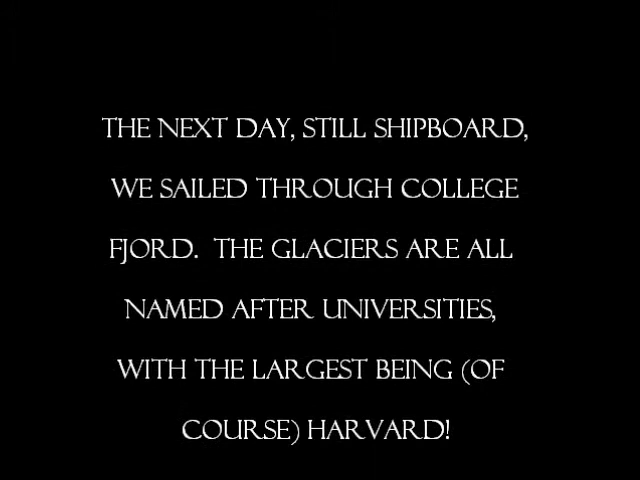 THE NEXT DAY, STILL SHIPBOARD,
WE SAILED THROUGH COLLEGE
FJORD. THE GLACIERS ARE ALL
NAMED AFTER UNIVERSITIES,
WITH THE LARGEST BEING (OF
COURSE) HARVARD!